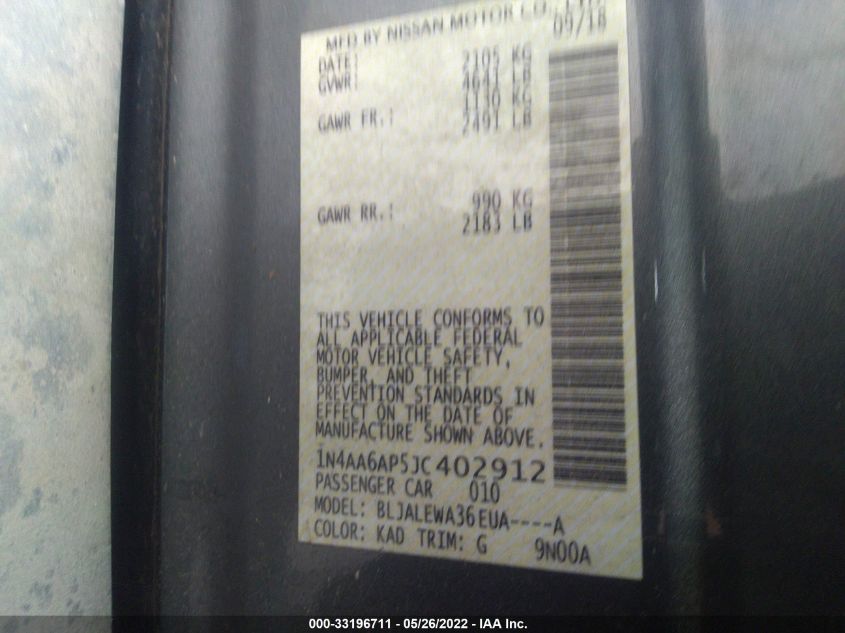 MFD BY NISSAN MOTOR CO., LTD.
DATE: 09/18
GVWR: 2105 KG
4641 LB
GAWR FR.: 1130 KG
2491 LB
GAWR RR.: 990 KG
2183 LB
THIS VEHICLE CONFORMS TO
ALL APPLICABLE FEDERAL
MOTOR VEHICLE SAFETY,
BUMPER, AND THEFT
PREVENTION STANDARDS IN
EFFECT ON THE DATE OF
MANUFACTURE SHOWN ABOVE.
1N4AA6AP5JC402912
PASSENGER CAR 010
MODEL: BLJALEWA36EUA----A
COLOR: KAD TRIM: G 9N00A
000-33196711 - 05/26/2022 - IAA Inc.